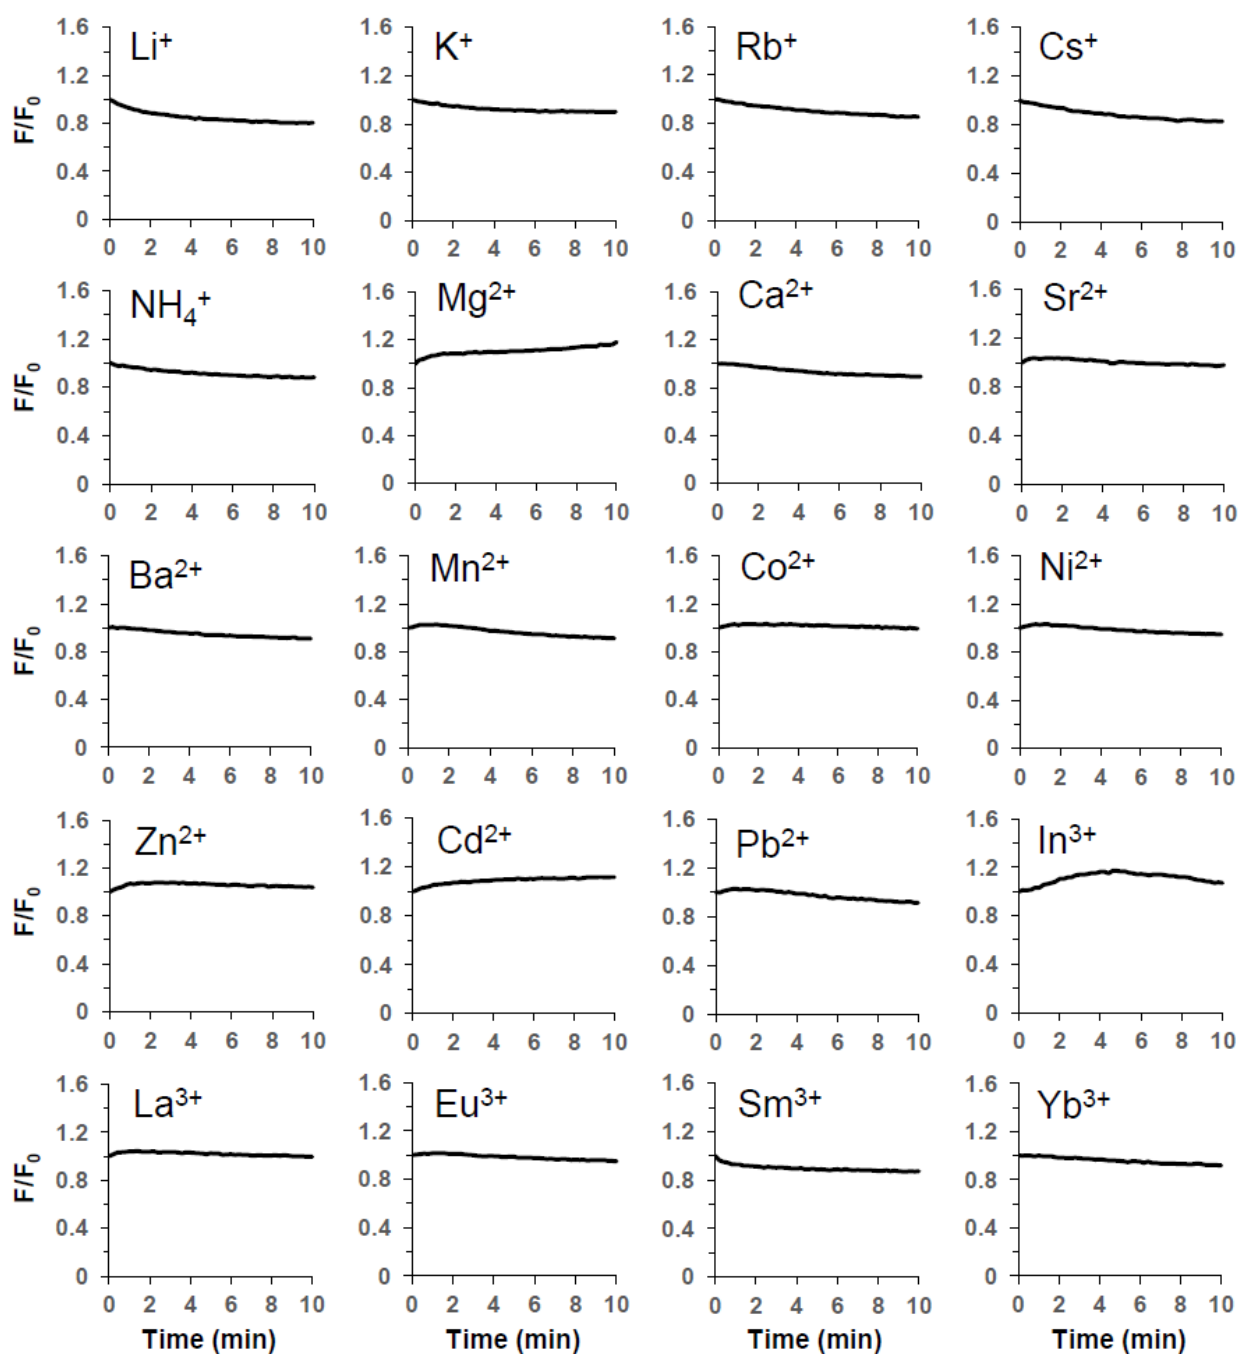 1.6 1.6 1.6 1.6
Li⁺ K⁺ Rb⁺ Cs⁺
1.2 1.2 1.2 1.2
F/F₀
0.8 0.8 0.8 0.8
0.4 0.4 0.4 0.4
0 0 0 0
0 2 4 6 8 10 0 2 4 6 8 10 0 2 4 6 8 10 0 2 4 6 8 10
1.6 1.6 1.6 1.6
NH₄⁺ Mg²⁺ Ca²⁺ Sr²⁺
1.2 1.2 1.2 1.2
F/F₀
0.8 0.8 0.8 0.8
0.4 0.4 0.4 0.4
0 0 0 0
0 2 4 6 8 10 0 2 4 6 8 10 0 2 4 6 8 10 0 2 4 6 8 10
1.6 1.6 1.6 1.6
Ba²⁺ Mn²⁺ Co²⁺ Ni²⁺
1.2 1.2 1.2 1.2
F/F₀
0.8 0.8 0.8 0.8
0.4 0.4 0.4 0.4
0 0 0 0
0 2 4 6 8 10 0 2 4 6 8 10 0 2 4 6 8 10 0 2 4 6 8 10
1.6 1.6 1.6 1.6
Zn²⁺ Cd²⁺ Pb²⁺ In³⁺
1.2 1.2 1.2 1.2
F/F₀
0.8 0.8 0.8 0.8
0.4 0.4 0.4 0.4
0 0 0 0
0 2 4 6 8 10 0 2 4 6 8 10 0 2 4 6 8 10 0 2 4 6 8 10
1.6 1.6 1.6 1.6
La³⁺ Eu³⁺ Sm³⁺ Yb³⁺
1.2 1.2 1.2 1.2
F/F₀
0.8 0.8 0.8 0.8
0.4 0.4 0.4 0.4
0 0 0 0
0 2 4 6 8 10 0 2 4 6 8 10 0 2 4 6 8 10 0 2 4 6 8 10
Time (min) Time (min) Time (min) Time (min)